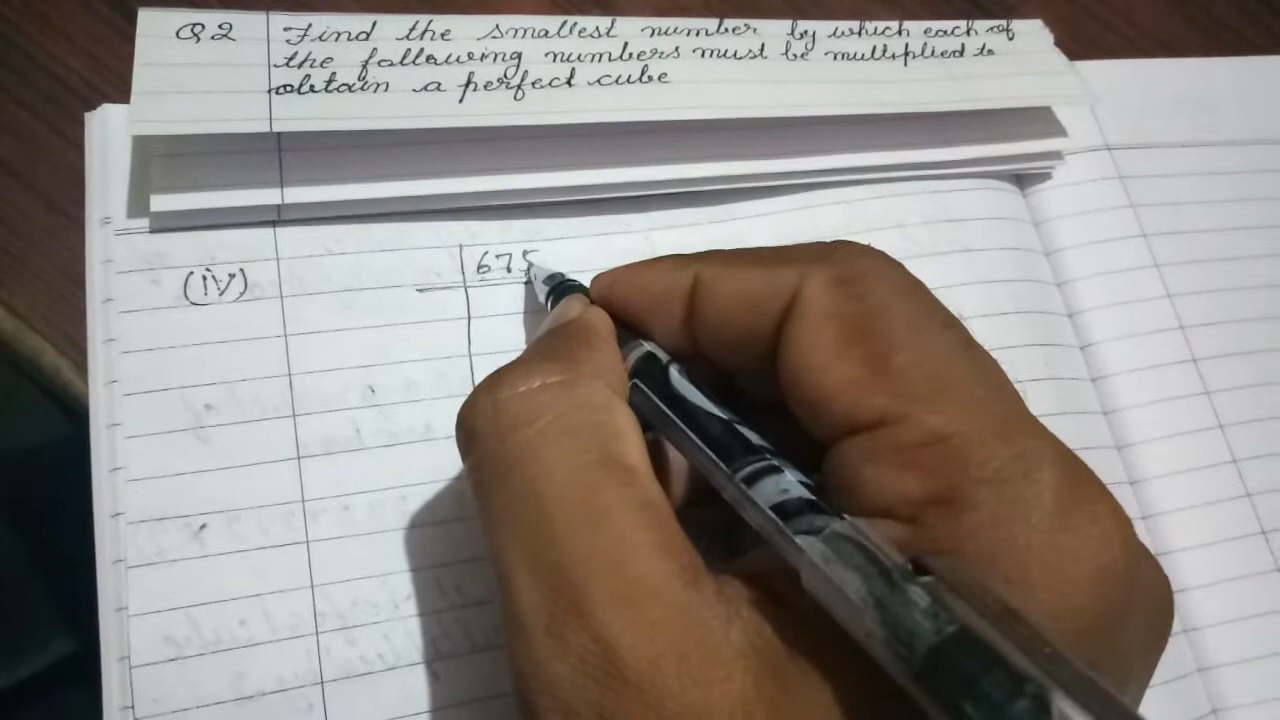 Q2 Find the smallest number by which each of
the following numbers must be multiplied to
obtain a perfect cube
(iv) 675